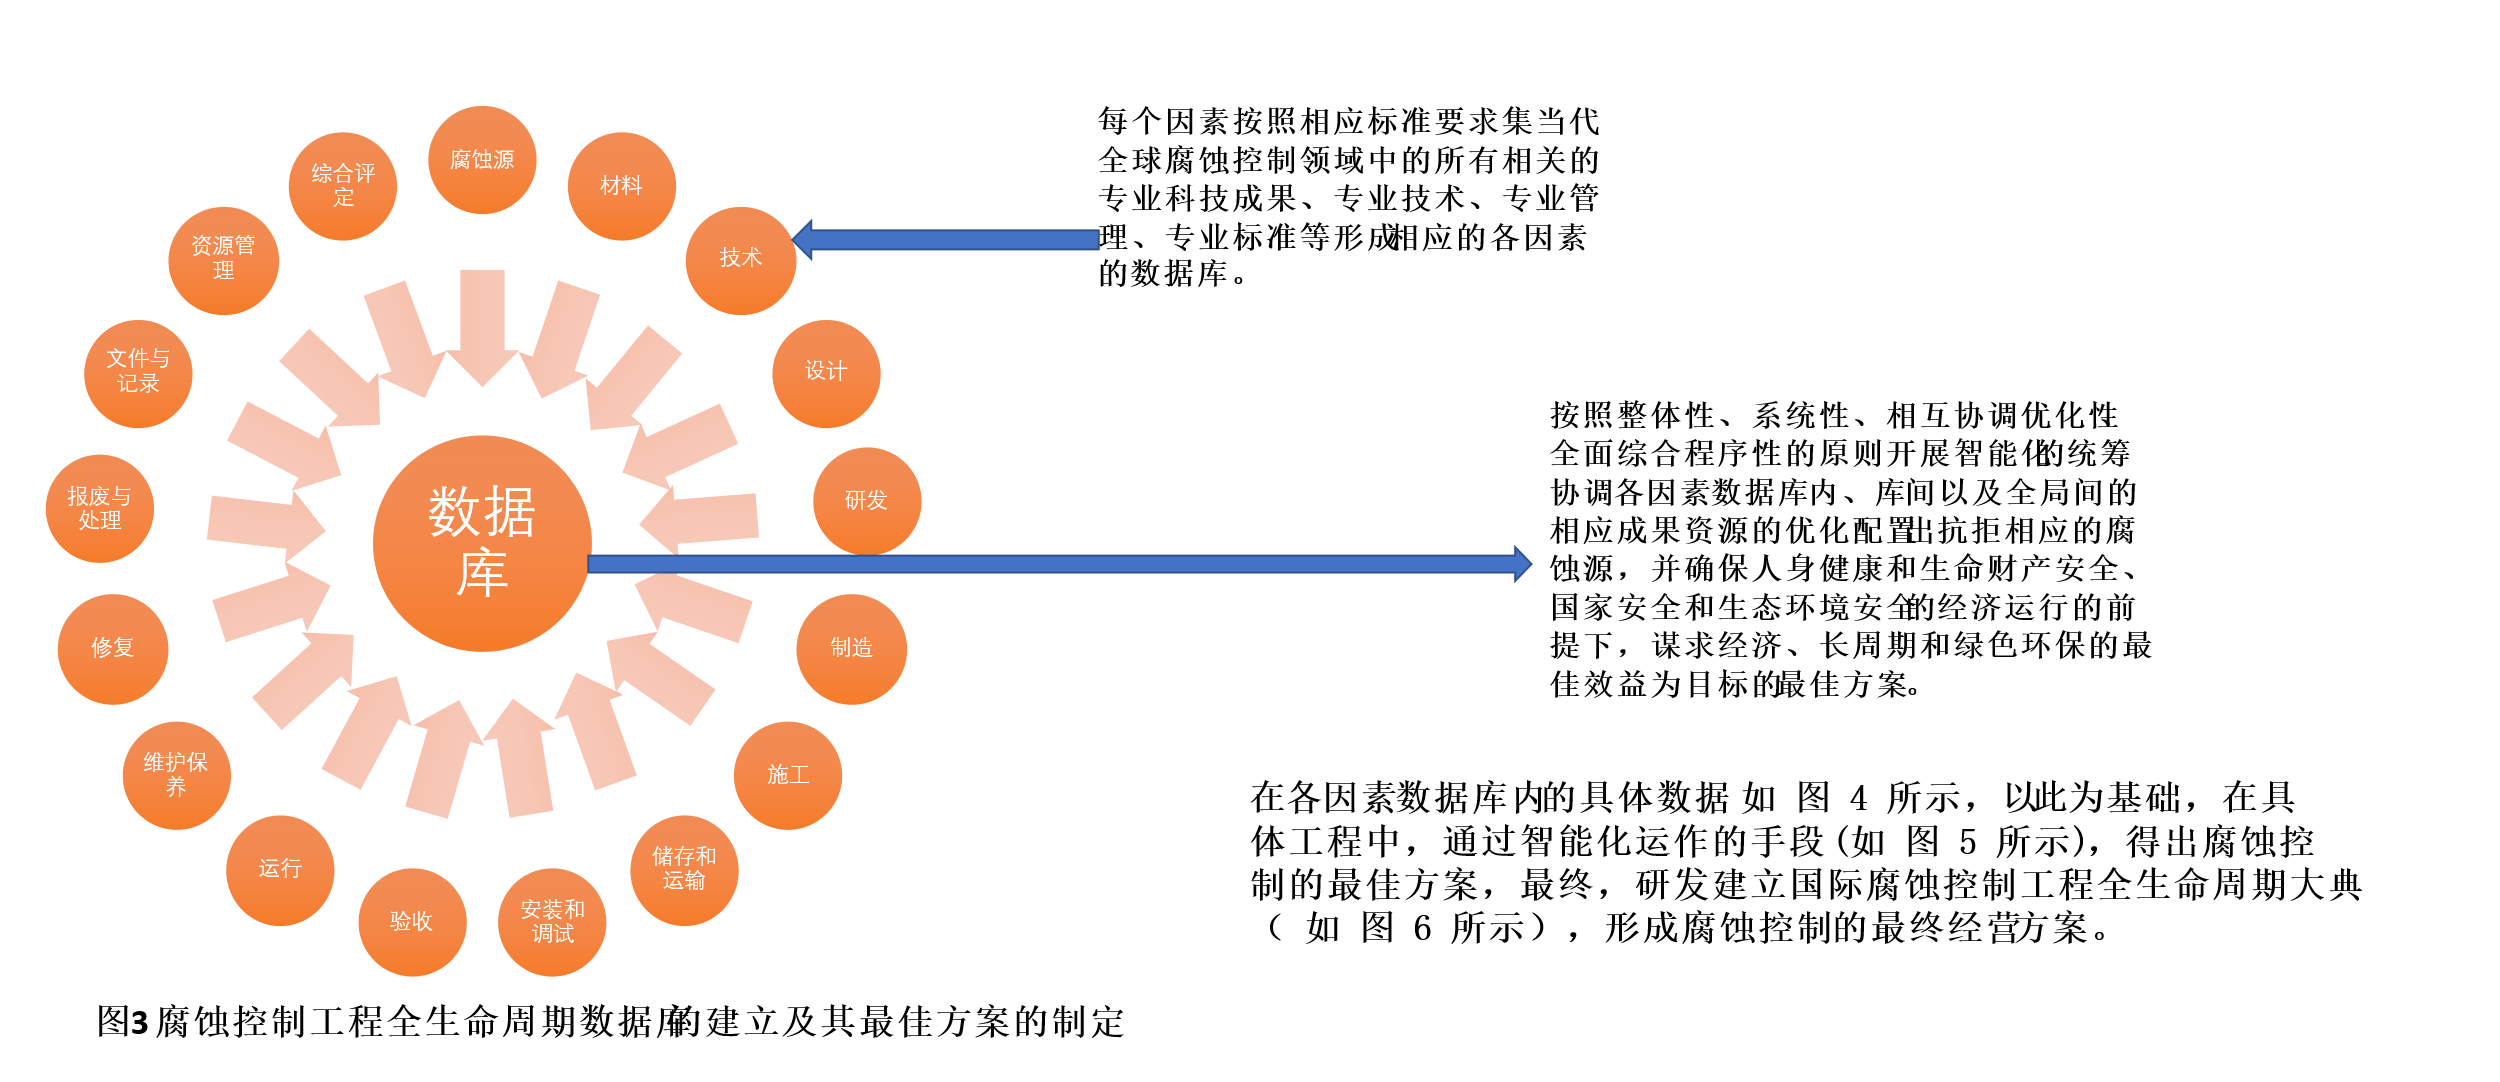 腐蚀源
材料
技术
设计
研发
制造
施工
储存和
运输
安装和
调试
验收
运行
维护保
养
修复
报废与
处理
文件与
记录
资源管
理
综合评
定
数据
库
每个因素按照相应标准要求集当代
全球腐蚀控制领域中的所有相关的
专业科技成果、专业技术、专业管
理、专业标准等形成相应的各因素
的数据库。
按照整体性、系统性、相互协调优化性、
全面综合程序性的原则开展智能化的统筹
协调各因素数据库内、库间以及全局间的
相应成果资源的优化配置出抗拒相应的腐
蚀源，并确保人身健康和生命财产安全、
国家安全和生态环境安全的经济运行的前
提下，谋求经济、长周期和绿色环保的最
佳效益为目标的最佳方案。
在各因素数据库内的具体数据 如 图 4 所示，以此为基础，在具
体工程中，通过智能化运作的手段(如 图 5 所示)，得出腐蚀控
制的最佳方案，最终，研发建立国际腐蚀控制工程全生命周期大典
（ 如 图 6 所示），形成腐蚀控制的最终经营方案。
图3 腐蚀控制工程全生命周期数据库的建立及其最佳方案的制定